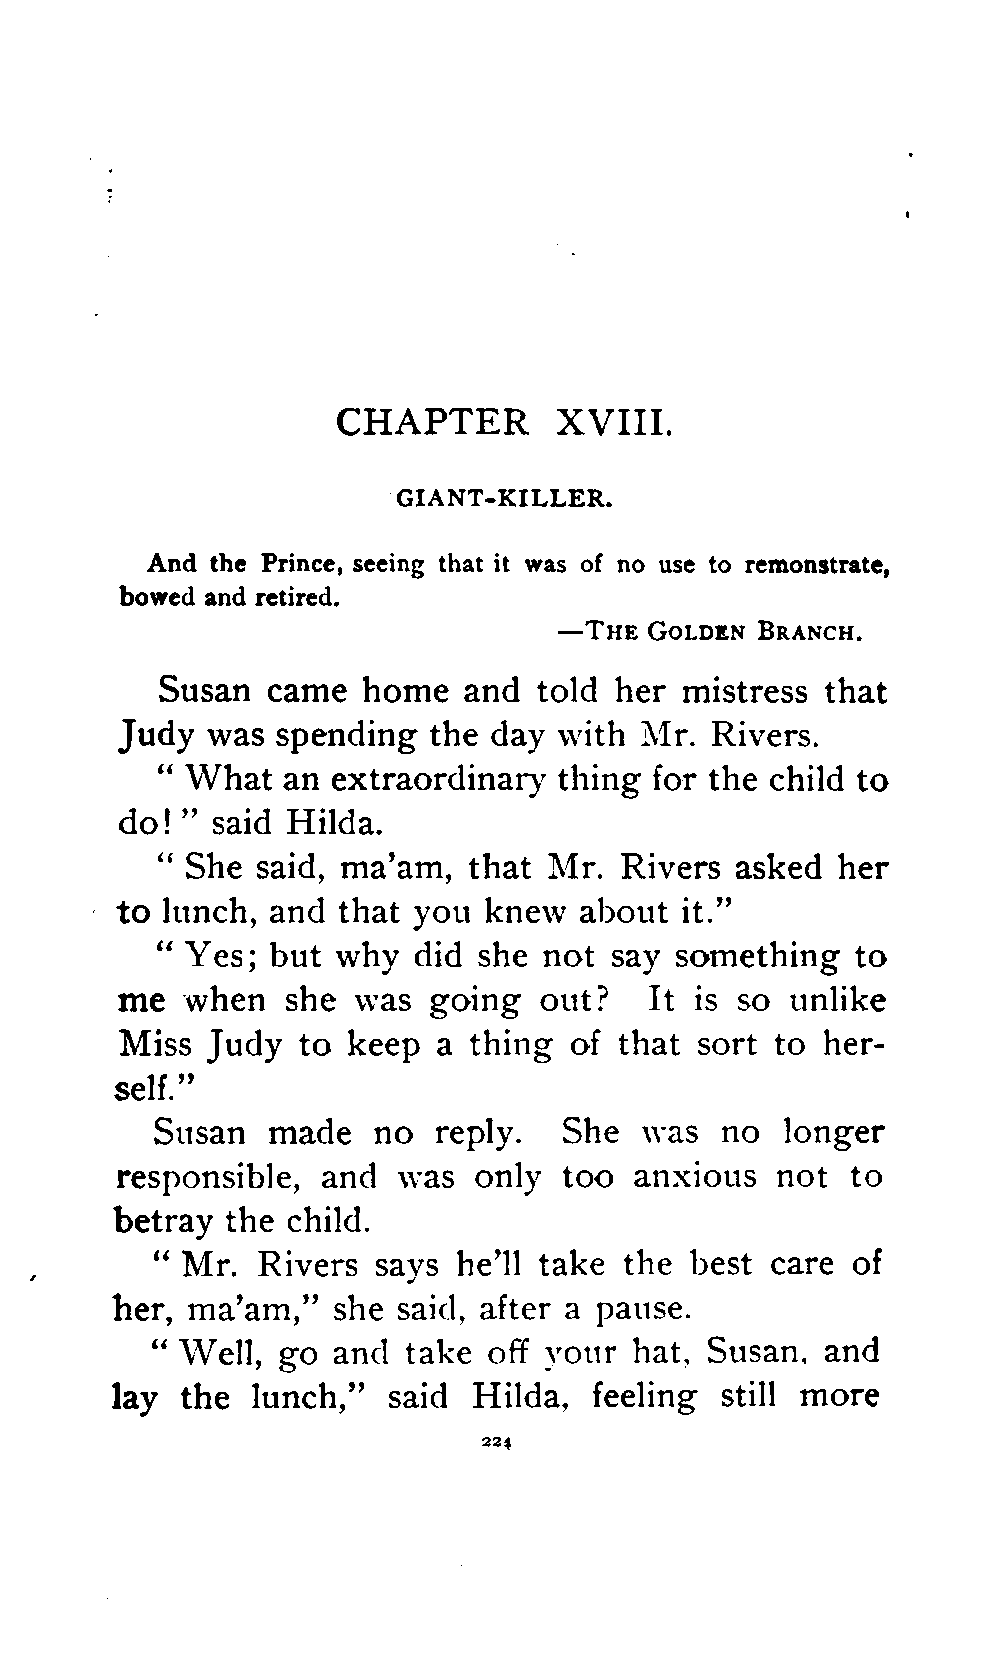 CHAPTER XVIII.
GIANT-KILLER.
And the Prince, seeing that it was of no use to remonstrate,
bowed and retired.
—THE GOLDEN BRANCH.
Susan came home and told her mistress that
Judy was spending the day with Mr. Rivers.
“ What an extraordinary thing for the child to
do! ” said Hilda.
“ She said, ma’am, that Mr. Rivers asked her
to lunch, and that you knew about it.”
“ Yes; but why did she not say something to
me when she was going out? It is so unlike
Miss Judy to keep a thing of that sort to her-
self.”
Susan made no reply. She was no longer
responsible, and was only too anxious not to
betray the child.
“ Mr. Rivers says he’ll take the best care of
her, ma’am,” she said, after a pause.
“ Well, go and take off your hat, Susan, and
lay the lunch,” said Hilda, feeling still more
224